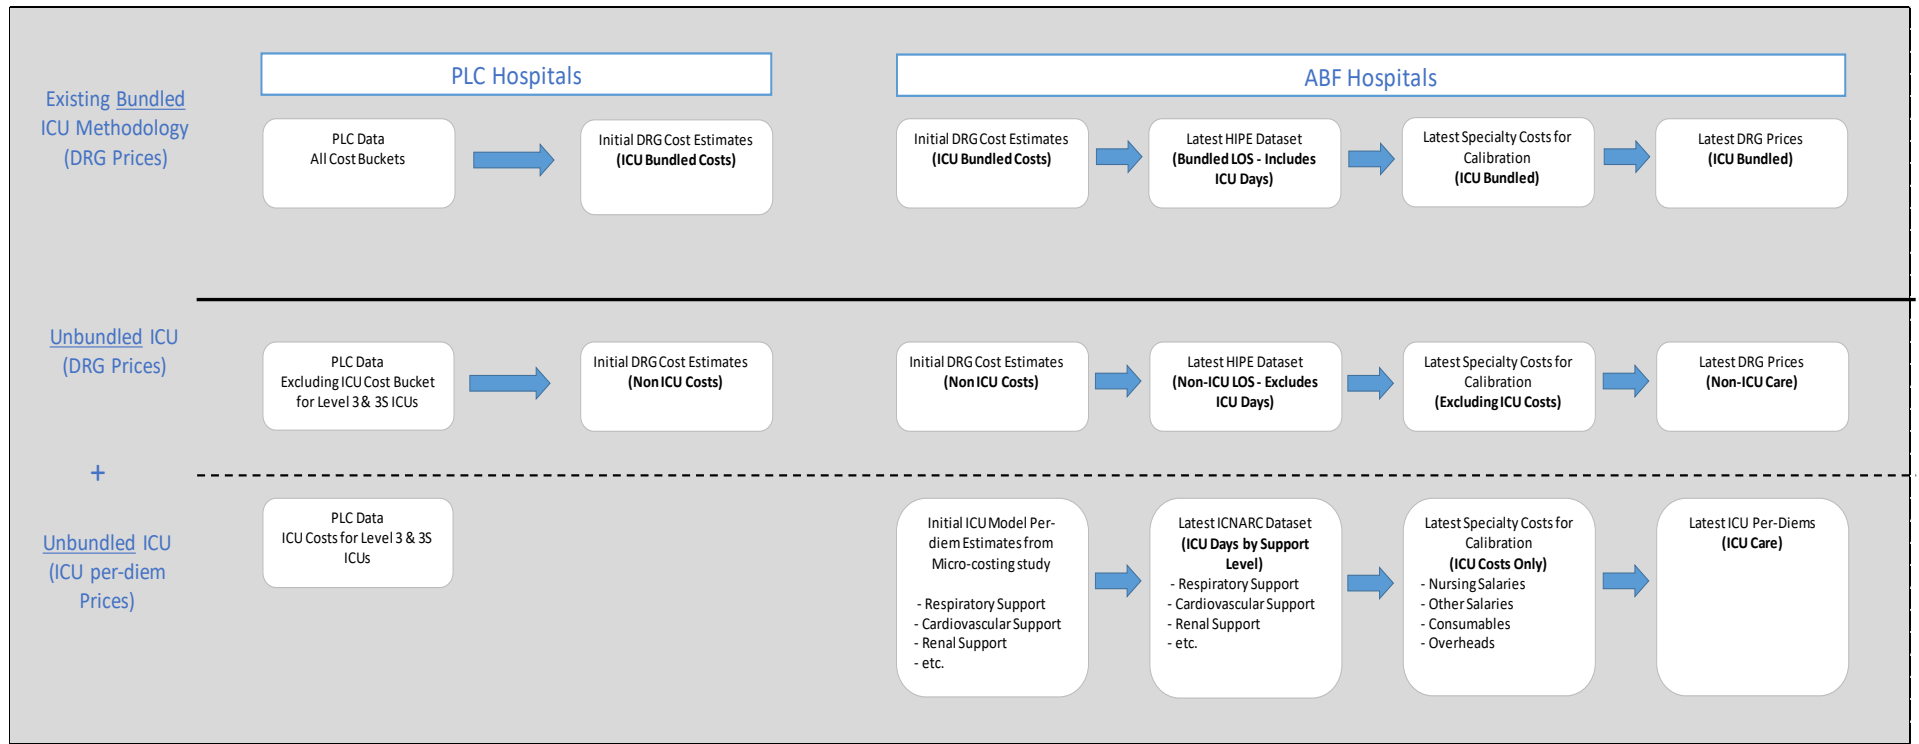 PLC Hospitals
ABF Hospitals
Existing Bundled
ICU Methodology
(DRG Prices)
PLC Data
All Cost Buckets
Initial DRG Cost Estimates
(ICU Bundled Costs)
Initial DRG Cost Estimates
(ICU Bundled Costs)
Latest HIPE Dataset
(Bundled LOS - Includes
ICU Days)
Latest Specialty Costs for
Calibration
(ICU Bundled)
Latest DRG Prices
(ICU Bundled)
Unbundled ICU
(DRG Prices)
PLC Data
Excluding ICU Cost Bucket
for Level 3 & 3S ICUs
Initial DRG Cost Estimates
(Non ICU Costs)
Initial DRG Cost Estimates
(Non ICU Costs)
Latest HIPE Dataset
(Non-ICU LOS - Excludes
ICU Days)
Latest Specialty Costs for
Calibration
(Excluding ICU Costs)
Latest DRG Prices
(Non-ICU Care)
+
Unbundled ICU
(ICU per-diem
Prices)
PLC Data
ICU Costs for Level 3 & 3S
ICUs
Initial ICU Model Per-
diem Estimates from
Micro-costing study
- Respiratory Support
- Cardiovascular Support
- Renal Support
- etc.
Latest ICNARC Dataset
(ICU Days by Support
Level)
- Respiratory Support
- Cardiovascular Support
- Renal Support
- etc.
Latest Specialty Costs for
Calibration
(ICU Costs Only)
- Nursing Salaries
- Other Salaries
- Consumables
- Overheads
Latest ICU Per-Diems
(ICU Care)